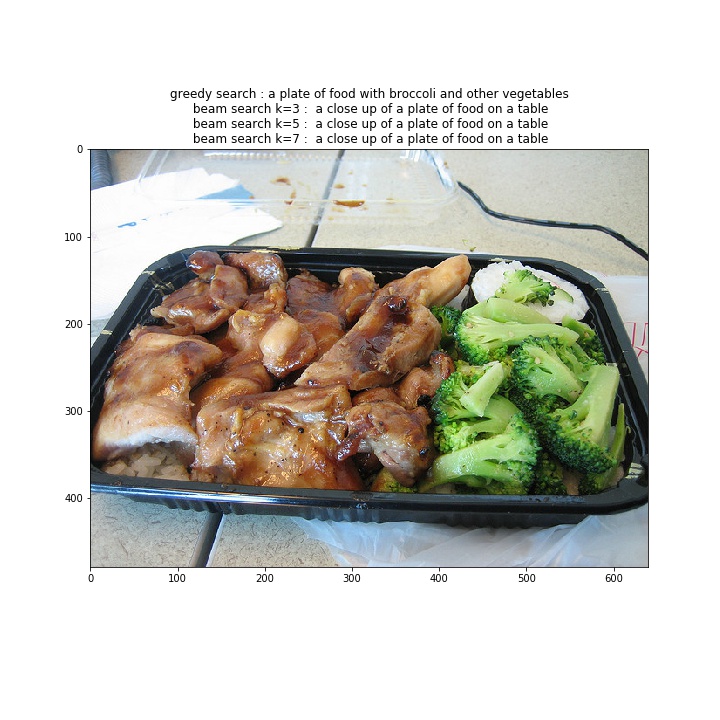 greedy search : a plate of food with broccoli and other vegetables
beam search k=3 :  a close up of a plate of food on a table
beam search k=5 :  a close up of a plate of food on a table
beam search k=7 :  a close up of a plate of food on a table
0
100
200
300
400
0 100 200 300 400 500 600